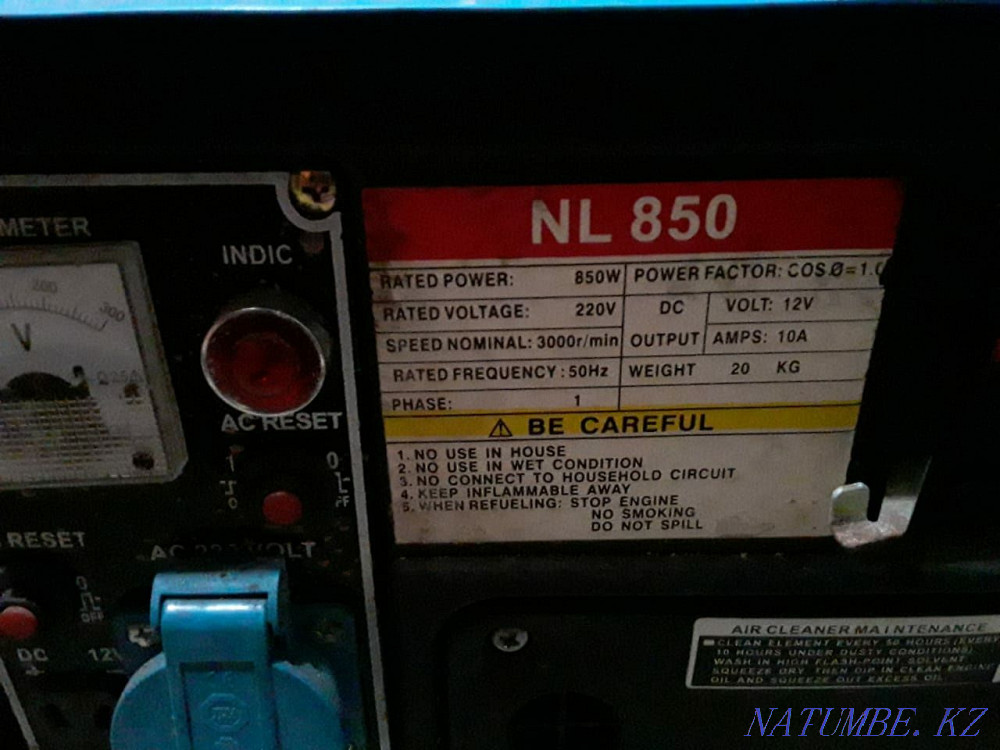 METER
200
300
V
INDIC
AC RESET
RESET
DC
NL 850
RATED POWER: 850W
POWER FACTOR: COS Ø=1.0
RATED VOLTAGE: 220V
DC OUTPUT
VOLT: 12V
SPEED NOMINAL: 3000r/min
AMPS: 10A
RATED FREQUENCY: 50Hz
WEIGHT 20 KG
PHASE: 1
⚠ BE CAREFUL
1. NO USE IN HOUSE
2. NO USE IN WET CONDITION
3. NO CONNECT TO HOUSEHOLD CIRCUIT
4. KEEP INFLAMMABLE AWAY
5. WHEN REFUELING: STOP ENGINE
NO SMOKING
DO NOT SPILL
AIR CLEANER MAINTENANCE
CLEAN ELEMENT EVERY 50 HOURS (EVERY
10 HOURS UNDER DUSTY CONDITIONS)
WASH IN HIGH FLASH-POINT SOLVENT
SQUEEZE DRY THEN DIP IN CLEAN ENGINE
OIL AND SQUEEZE OUT EXCESS OIL
NATUMBE. KZ